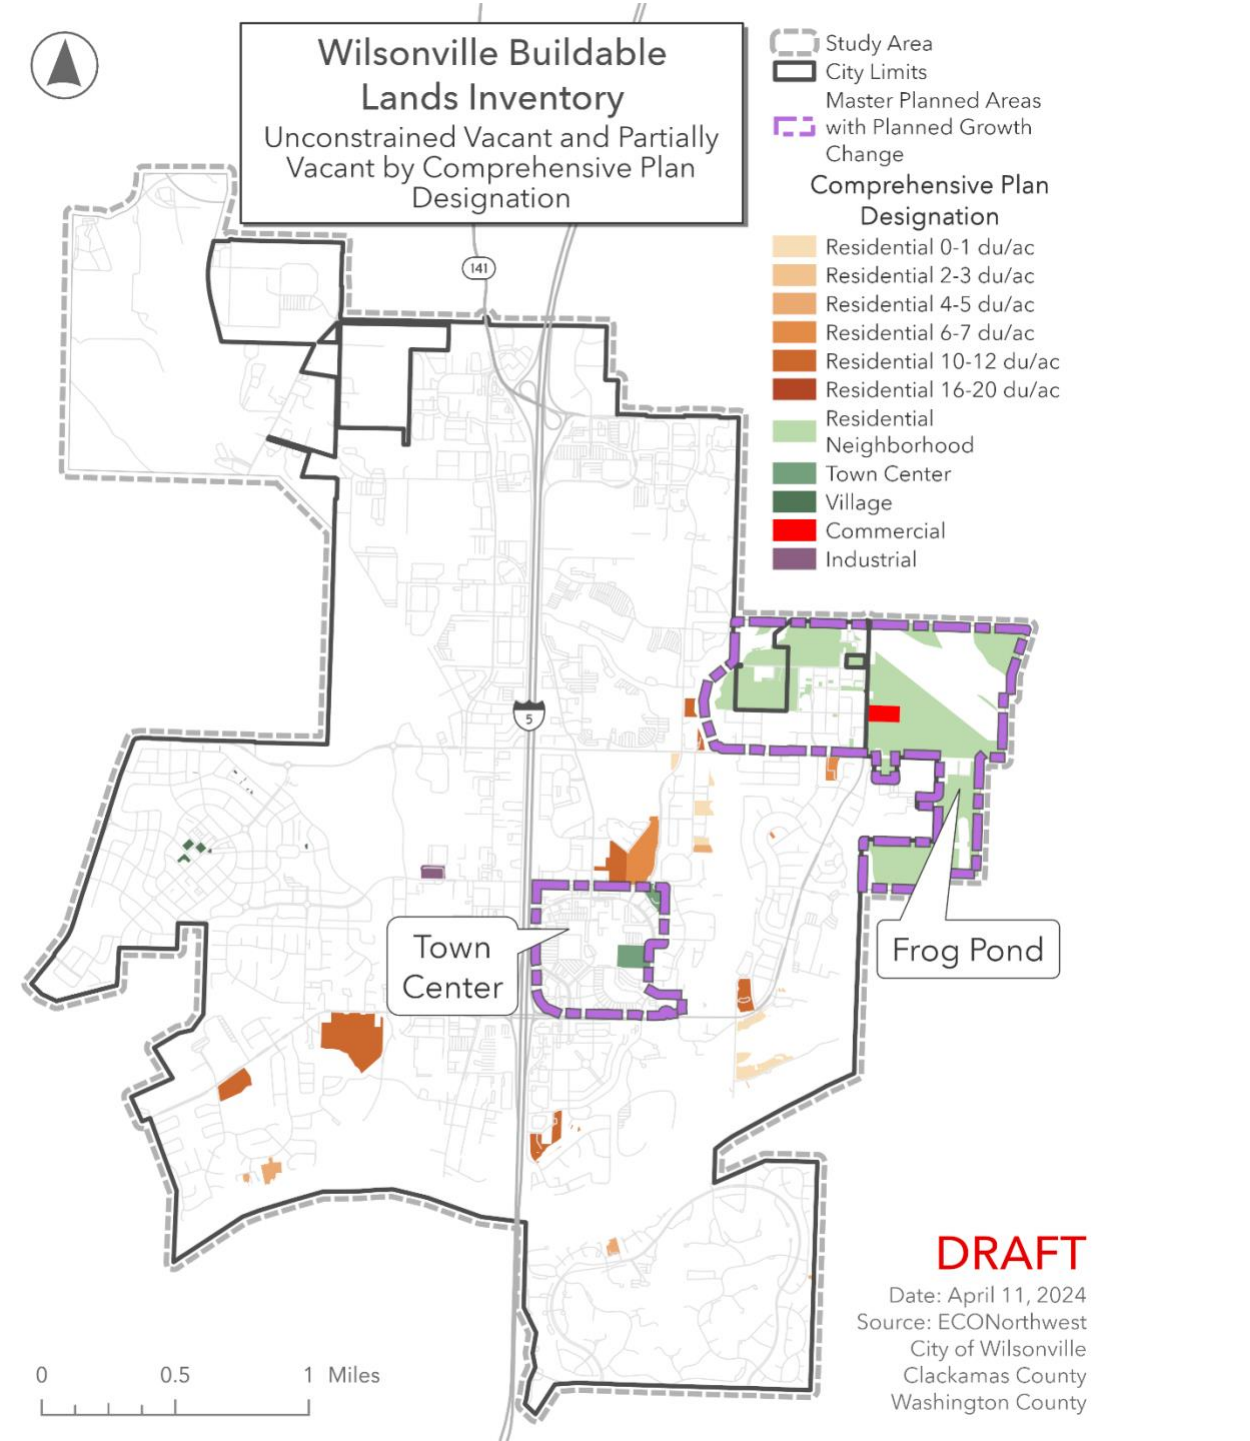 Wilsonville Buildable
Lands Inventory
Unconstrained Vacant and Partially
Vacant by Comprehensive Plan
Designation
Study Area
City Limits
Master Planned Areas
with Planned Growth
Change
Comprehensive Plan
Designation
Residential 0-1 du/ac
Residential 2-3 du/ac
Residential 4-5 du/ac
Residential 6-7 du/ac
Residential 10-12 du/ac
Residential 16-20 du/ac
Residential
Neighborhood
Town Center
Village
Commercial
Industrial
141
5
Town
Center
Frog Pond
DRAFT
Date: April 11, 2024
Source: ECONorthwest
City of Wilsonville
Clackamas County
Washington County
0 0.5 1 Miles